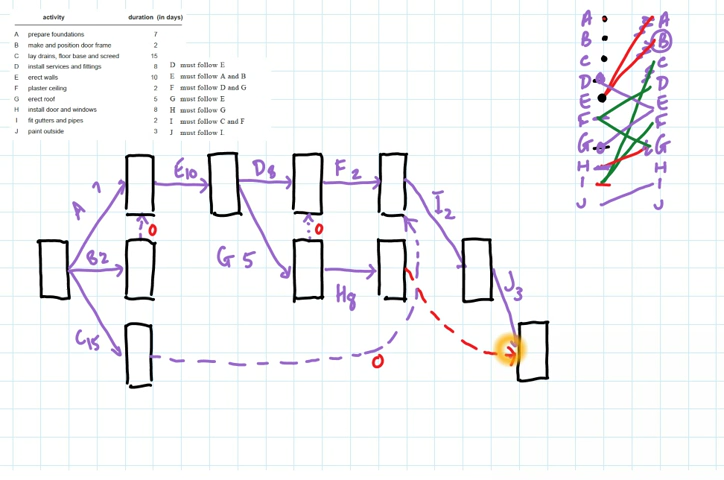 activity duration (in days)
A prepare foundations 7
B make and position door frame 2
C lay drains, floor base and screed 15
D install services and fittings 8
E erect walls 10
F plaster ceiling 2
G erect roof 5
H install door and windows 8
I fit gutters and pipes 2
J paint outside 3
D must follow E
E must follow A and B
F must follow D and G
G must follow E
H must follow G
I must follow C and F
J must follow I.
A A
B B
C C
D D
E E
F F
G G
H H
I I
J J
A 7
E10
D8
F2
I2
B2
0
G 5
0
H8
J3
C15
0